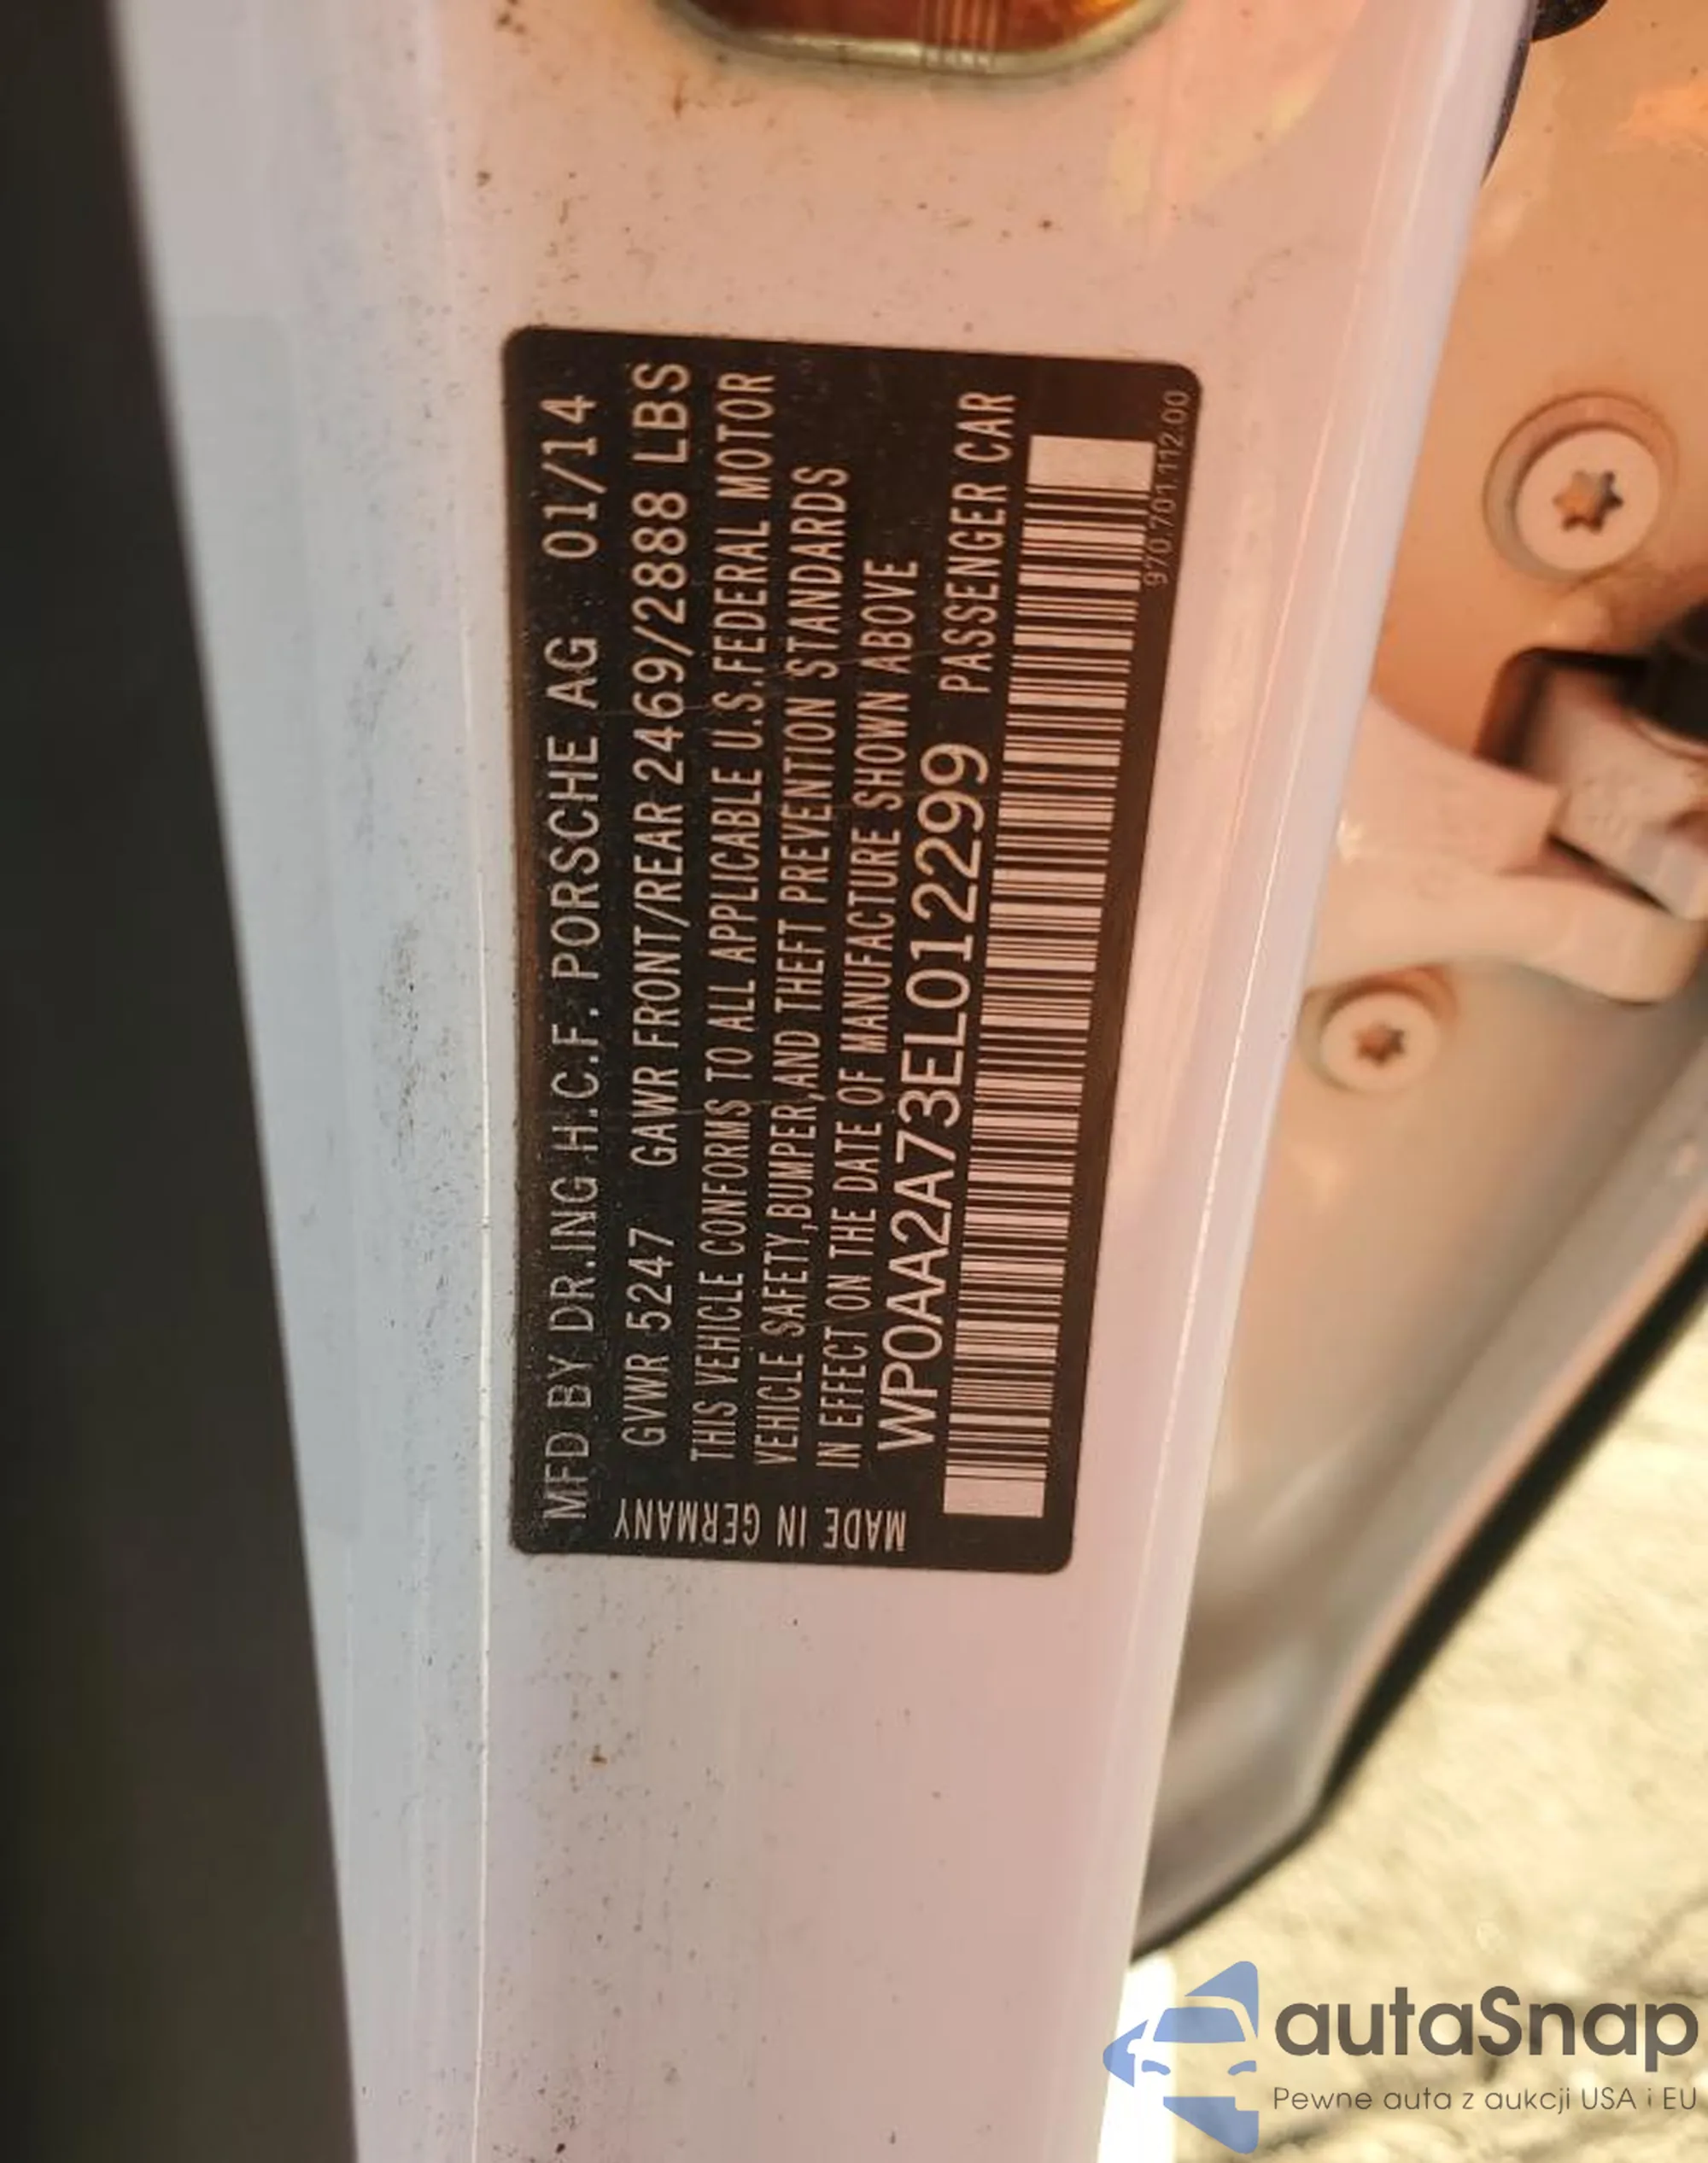 MFD BY DR.ING H.C.F. PORSCHE AG 01/14
GVWR 5247 GAWR FRONT/REAR 2469/2888 LBS
THIS VEHICLE CONFORMS TO ALL APPLICABLE U.S.FEDERAL MOTOR
VEHICLE SAFETY,BUMPER,AND THEFT PREVENTION STANDARDS
IN EFFECT ON THE DATE OF MANUFACTURE SHOWN ABOVE
WP0AA2A73EL012299 PASSENGER CAR
970.701.112.00
MADE IN GERMANY
autaSnap
Pewne auta z aukcji USA i EU